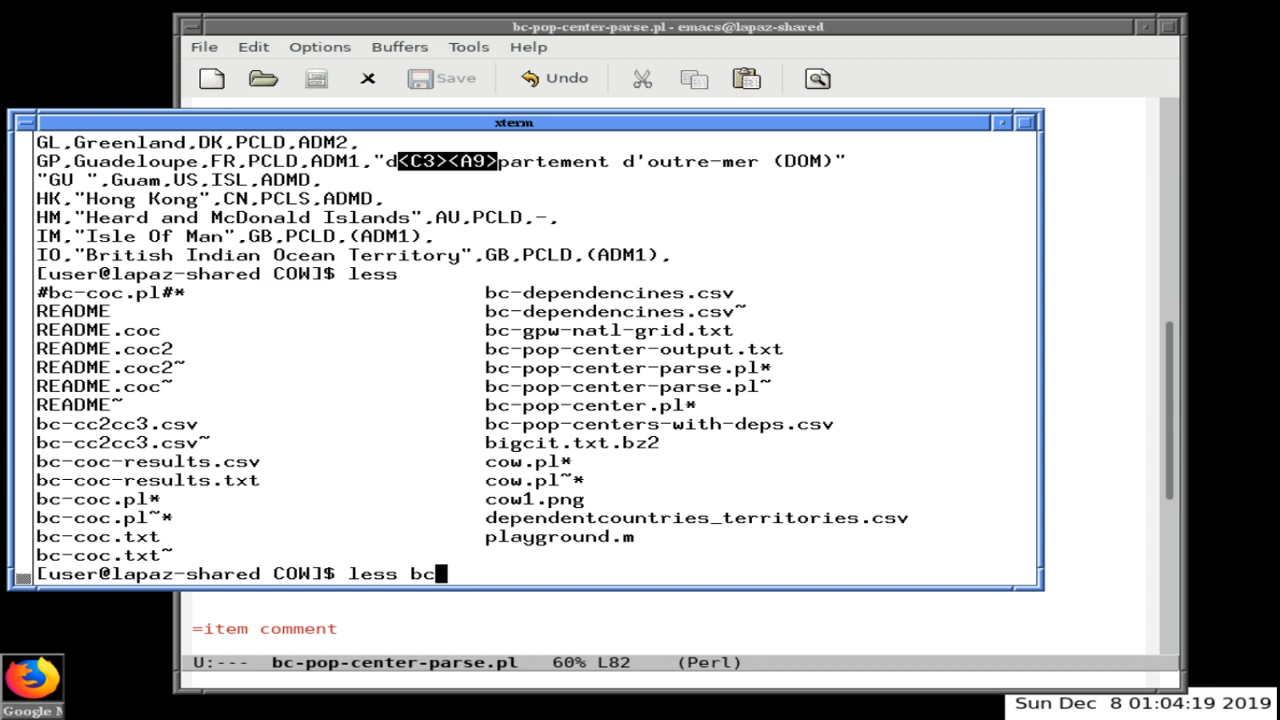 bc-pop-center-parse.pl - emacs@lapaz-shared
File Edit Options Buffers Tools Help
Save Undo
xterm
GL,Greenland,DK,PCLD,ADM2,
GP,Guadeloupe,FR,PCLD,ADM1,"d<C3><A9>partement d'outre-mer (DOM)"
"GU ",Guam,US,ISL,ADMD,
HK,"Hong Kong",CN,PCLS,ADMD,
HM,"Heard and McDonald Islands",AU,PCLD,-,
IM,"Isle Of Man",GB,PCLD,(ADM1),
IO,"British Indian Ocean Territory",GB,PCLD,(ADM1),
[user@lapaz-shared COW]$ less
#bc-coc.pl#* bc-dependencines.csv
README bc-dependencines.csv~
README.coc bc-gpw-natl-grid.txt
README.coc2 bc-pop-center-output.txt
README.coc2~ bc-pop-center-parse.pl*
README.coc~ bc-pop-center-parse.pl~
README~ bc-pop-center.pl*
bc-cc2cc3.csv bc-pop-centers-with-deps.csv
bc-cc2cc3.csv~ bigcit.txt.bz2
bc-coc-results.csv cow.pl*
bc-coc-results.txt cow.pl~*
bc-coc.pl* cow1.png
bc-coc.pl~* dependentcountries_territories.csv
bc-coc.txt playground.m
bc-coc.txt~
[user@lapaz-shared COW]$ less bc
=item comment
U:--- bc-pop-center-parse.pl 60% L82 (Perl)
Google M
Sun Dec 8 01:04:19 2019